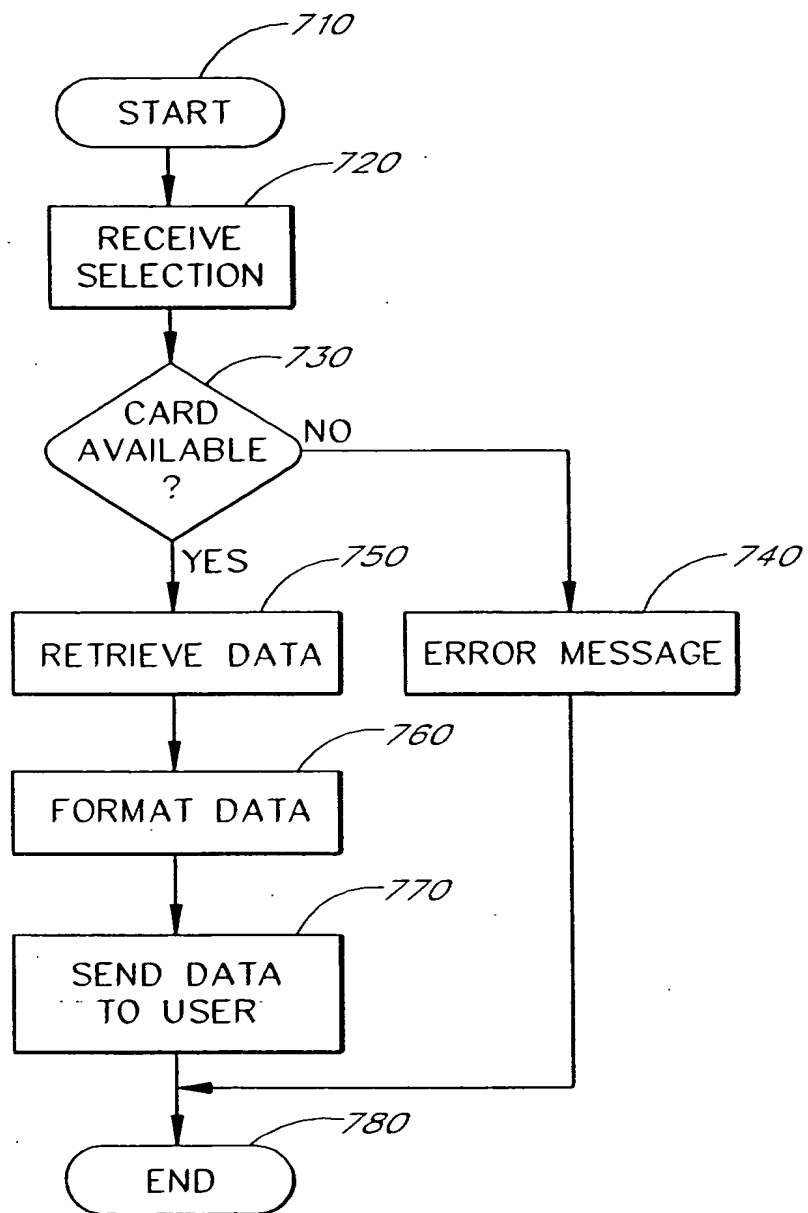 710
START
720
RECEIVE
SELECTION
730
CARD
AVAILABLE
?
NO
YES
750
RETRIEVE DATA
740
ERROR MESSAGE
760
FORMAT DATA
770
SEND DATA
TO USER
780
END